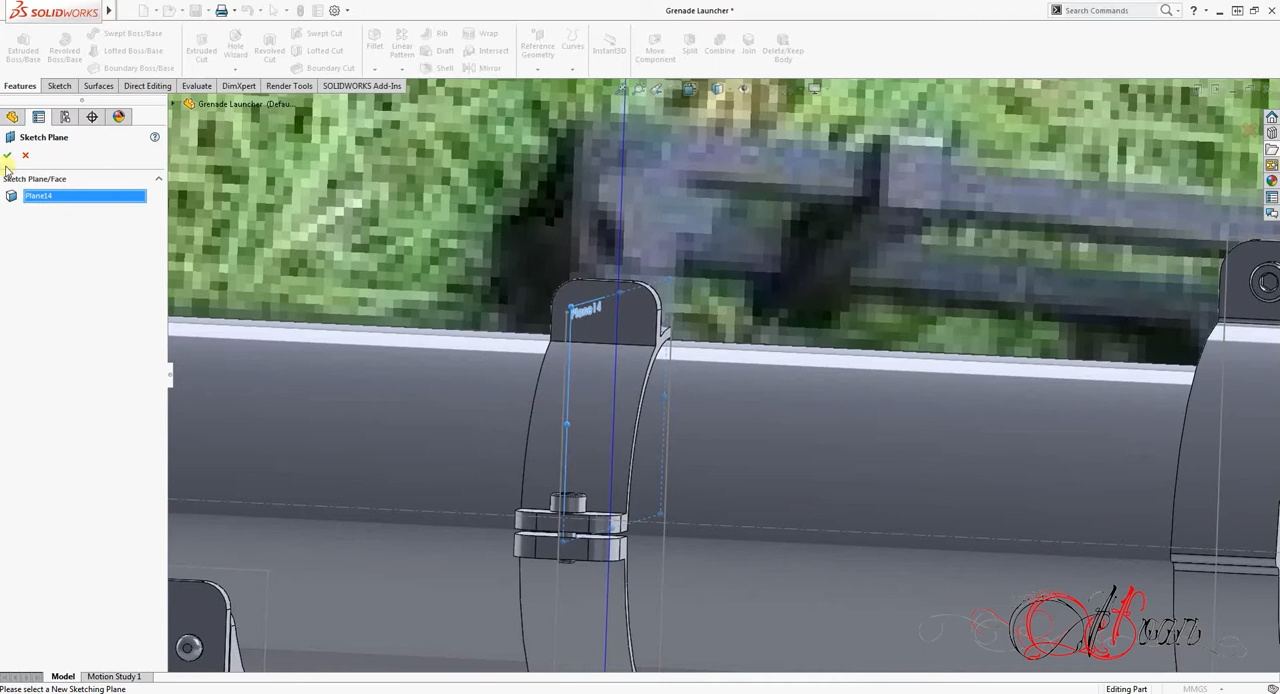 SOLIDWORKS
Grenade Launcher *
Search Commands
Extruded Boss/Base
Revolved Boss/Base
Swept Boss/Base
Lofted Boss/Base
Boundary Boss/Base
Extruded Cut
Hole Wizard
Revolved Cut
Swept Cut
Lofted Cut
Boundary Cut
Fillet
Linear Pattern
Rib
Draft
Shell
Wrap
Intersect
Mirror
Reference Geometry
Curves
Instant3D
Move Component
Split
Combine
Join
Delete/Keep Body
Features
Sketch
Surfaces
Direct Editing
Evaluate
DimXpert
Render Tools
SOLIDWORKS Add-Ins
Grenade Launcher (Defau...
Sketch Plane
Sketch Plane/Face
Plane14
Plane14
Model
Motion Study 1
Please select a New Sketching Plane
Editing Part
MMGS